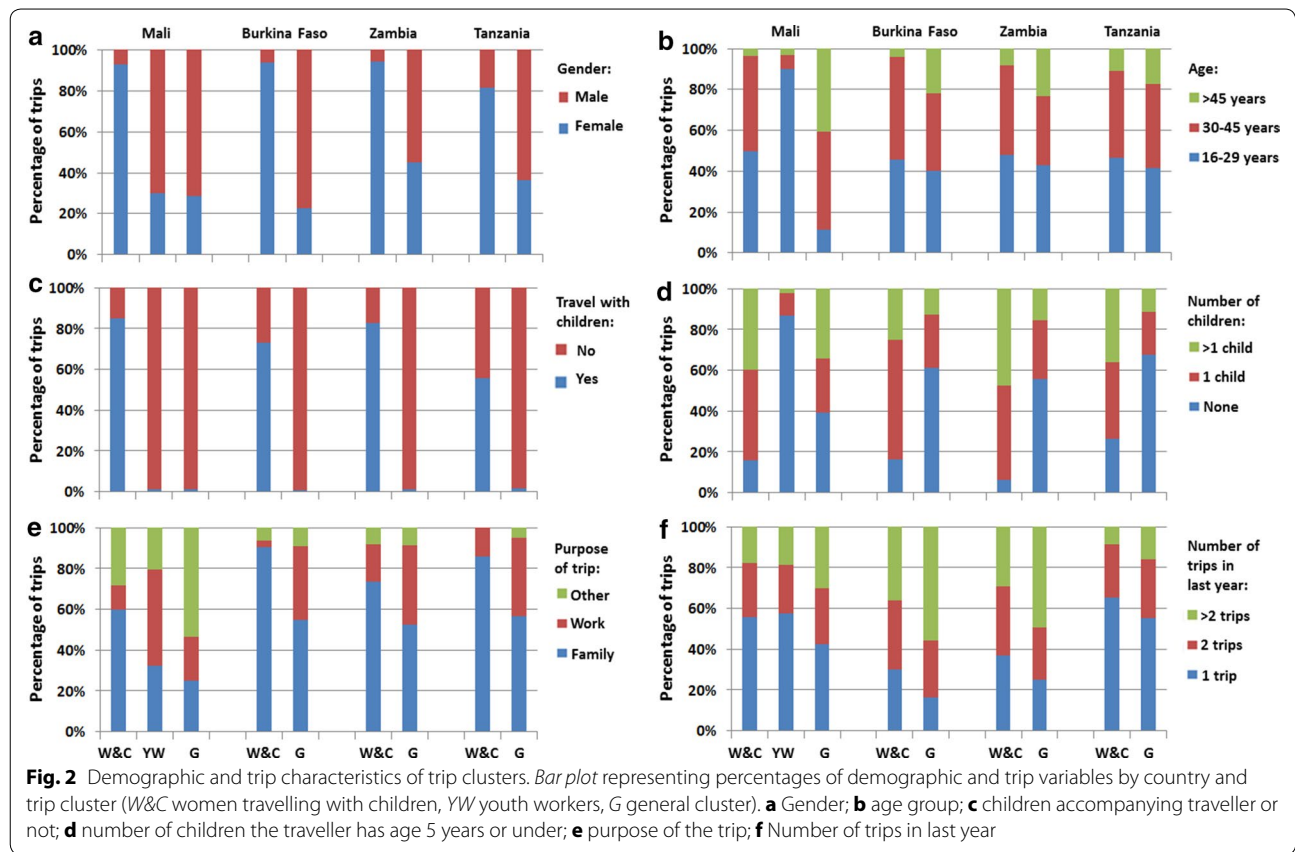 a
Mali Burkina Faso Zambia Tanzania
Percentage of trips
100%
80%
60%
40%
20%
0%
Gender:
Male
Female
b
Mali Burkina Faso Zambia Tanzania
Percentage of trips
100%
80%
60%
40%
20%
0%
Age:
>45 years
30-45 years
16-29 years
c
Percentage of trips
100%
80%
60%
40%
20%
0%
Travel with
children:
No
Yes
d
Percentage of trips
100%
80%
60%
40%
20%
0%
Number of
children:
>1 child
1 child
None
e
Percentage of trips
100%
80%
60%
40%
20%
0%
W&C YW G W&C G W&C G W&C G
Purpose
of trip:
Other
Work
Family
f
Percentage of trips
100%
80%
60%
40%
20%
0%
W&C YW G W&C G W&C G W&C G
Number of
trips in
last year:
>2 trips
2 trips
1 trip
Fig. 2 Demographic and trip characteristics of trip clusters. Bar plot representing percentages of demographic and trip variables by country and
trip cluster (W&C women travelling with children, YW youth workers, G general cluster). a Gender; b age group; c children accompanying traveller or
not; d number of children the traveller has age 5 years or under; e purpose of the trip; f Number of trips in last year